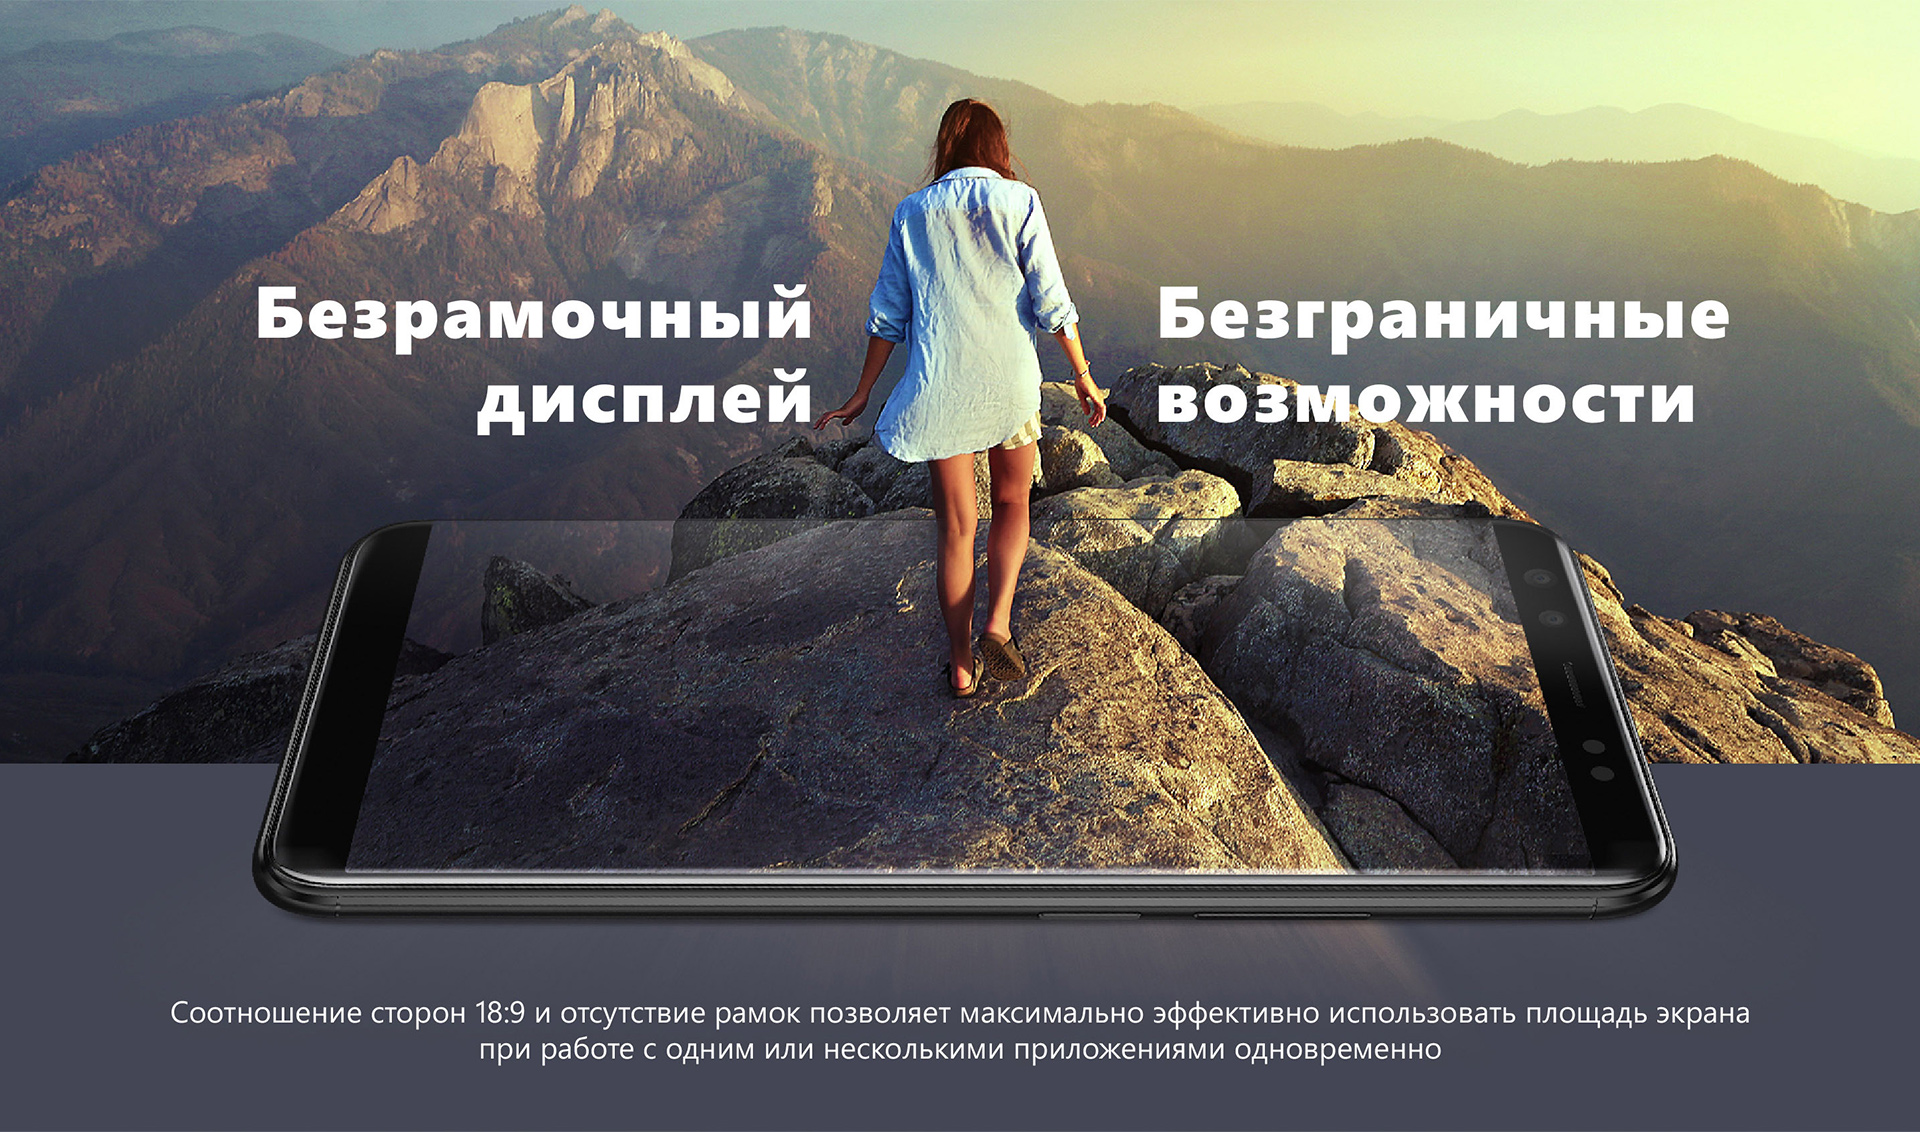 Безрамочный
дисплей
Безграничные
возможности
Соотношение сторон 18:9 и отсутствие рамок позволяет максимально эффективно использовать площадь экрана
при работе с одним или несколькими приложениями одновременно